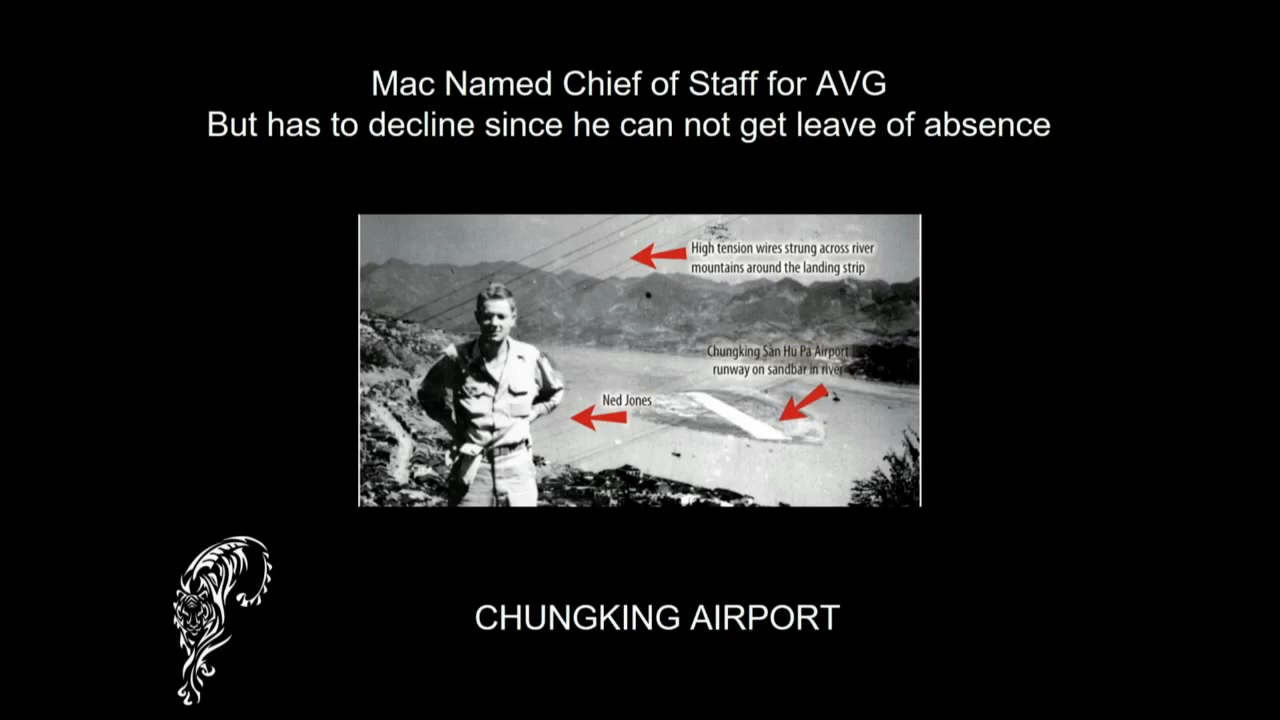 Mac Named Chief of Staff for AVG
But has to decline since he can not get leave of absence
High tension wires strung across river
mountains around the landing strip
Chungking San Hu Pa Airport
runway on sandbar in river
Ned Jones
CHUNGKING AIRPORT